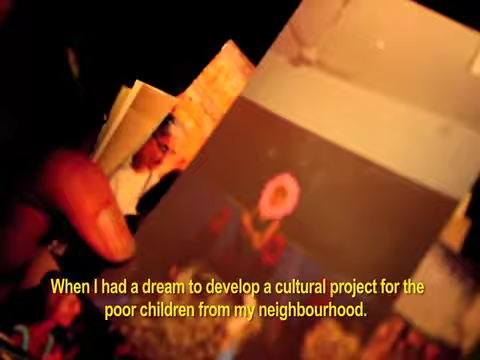 When I had a dream to develop a cultural project for the
poor children from my neighbourhood.